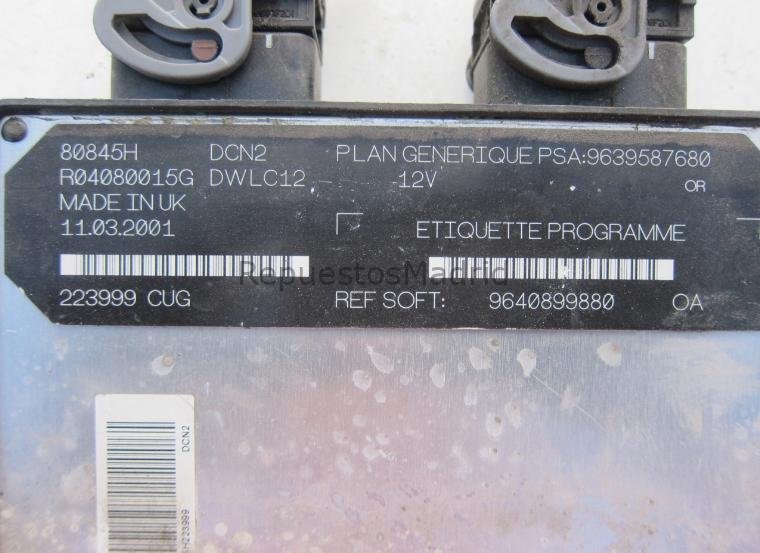 80845H DCN2 PLAN GENERIQUE PSA:9639587680
R04080015G DWLC12 12V OR
MADE IN UK
11.03.2001 ETIQUETTE PROGRAMME
RepuestosMadrid
223999 CUG REF SOFT: 9640899880 OA
DCN2
H223999